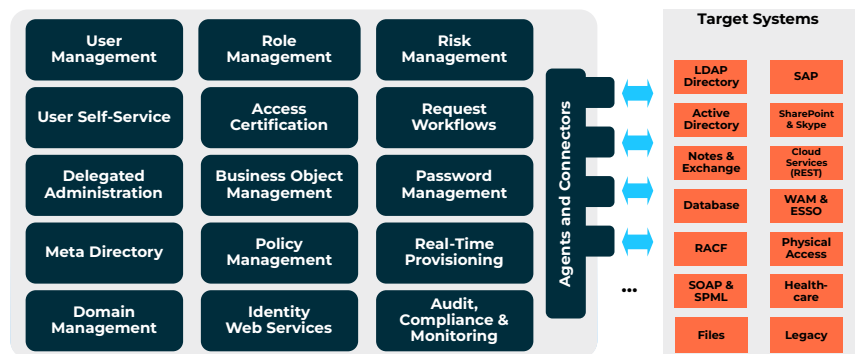 User
Management
Role
Management
Risk
Management
User Self-Service
Access
Certification
Request
Workflows
Delegated
Administration
Business Object
Management
Password
Management
Meta Directory
Policy
Management
Real-Time
Provisioning
Domain
Management
Identity
Web Services
Audit,
Compliance &
Monitoring
Agents and Connectors
...
Target Systems
LDAP
Directory
SAP
Active
Directory
SharePoint
& Skype
Notes &
Exchange
Cloud
Services
(REST)
Database
WAM &
ESSO
RACF
Physical
Access
SOAP &
SPML
Health-
care
Files
Legacy